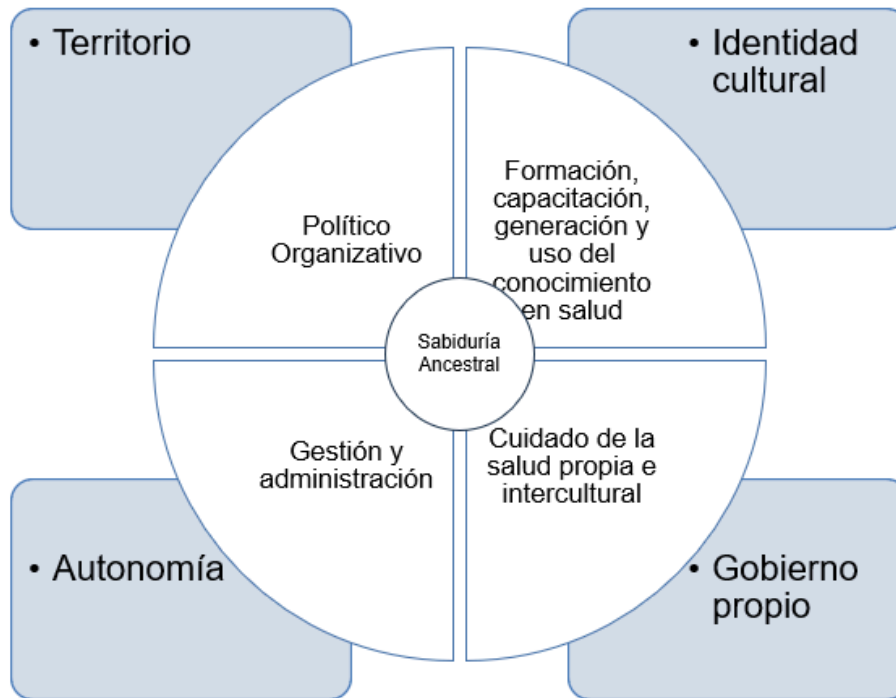 • Territorio
• Identidad
cultural
Político
Organizativo
Formación,
capacitación,
generación y
uso del
conocimiento
en salud
Sabiduría
Ancestral
Gestión y
administración
Cuidado de la
salud propia e
intercultural
• Autonomía
• Gobierno
propio